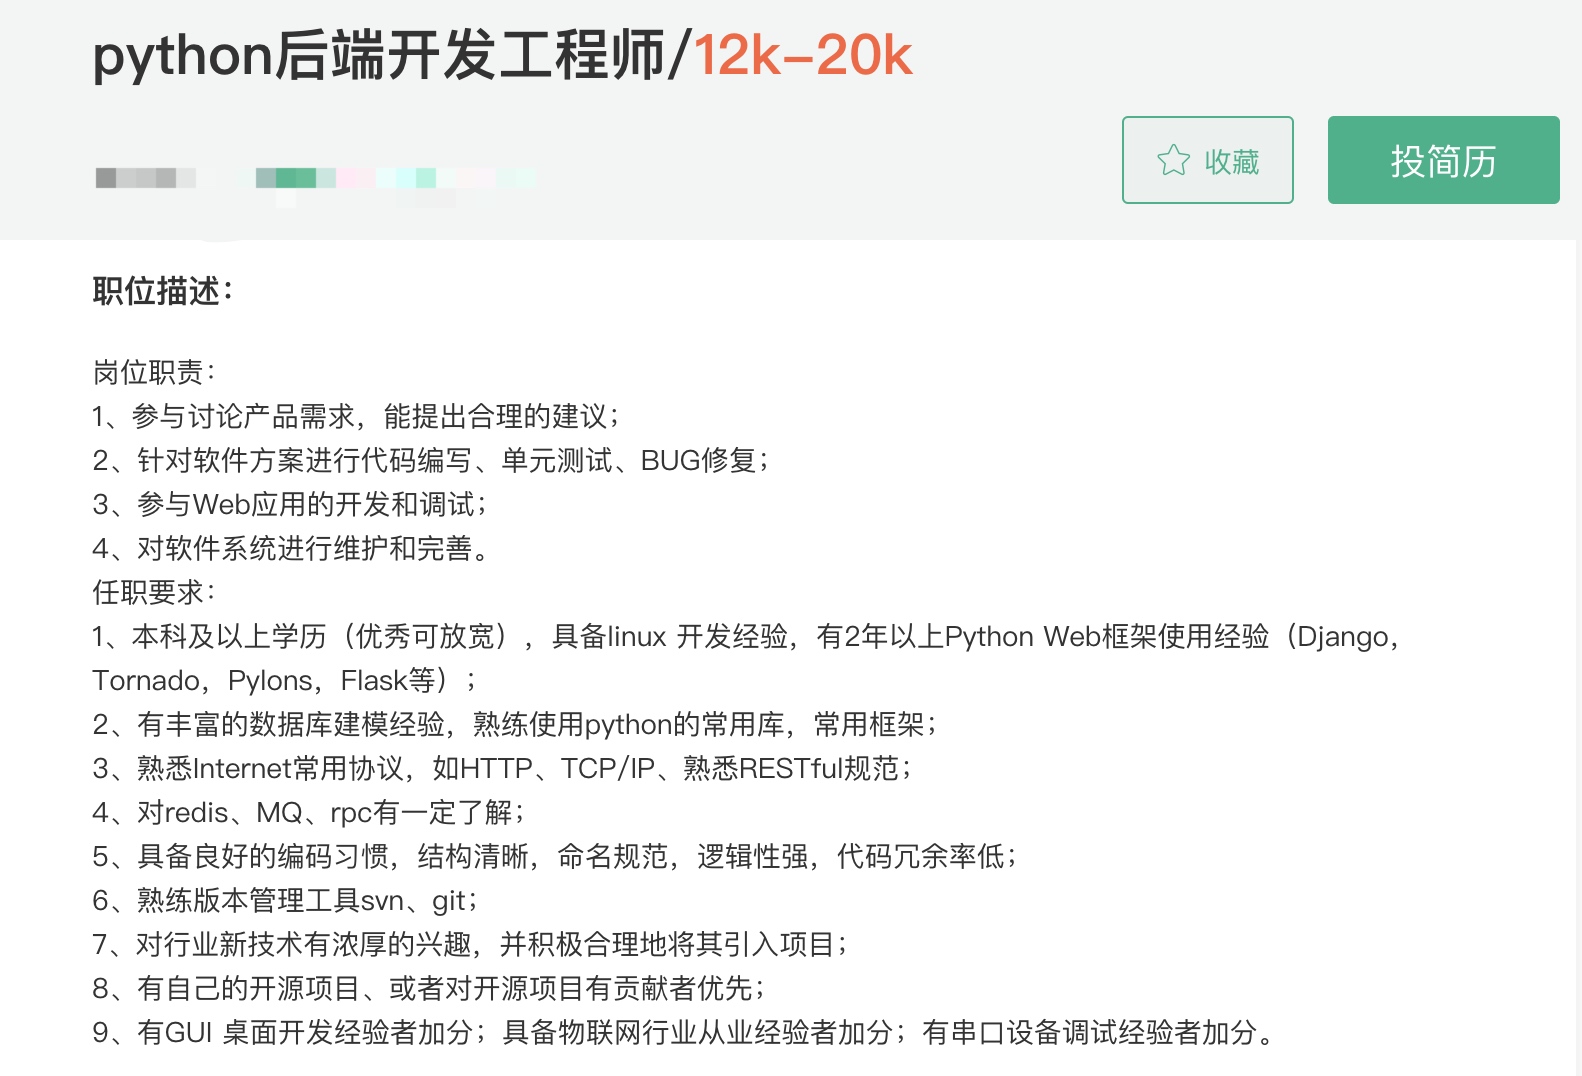 python后端开发工程师/12k-20k
收藏
投简历
职位描述：
岗位职责：
1、参与讨论产品需求，能提出合理的建议；
2、针对软件方案进行代码编写、单元测试、BUG修复；
3、参与Web应用的开发和调试；
4、对软件系统进行维护和完善。
任职要求：
1、本科及以上学历（优秀可放宽），具备linux 开发经验，有2年以上Python Web框架使用经验（Django，
Tornado，Pylons，Flask等）；
2、有丰富的数据库建模经验，熟练使用python的常用库，常用框架；
3、熟悉Internet常用协议，如HTTP、TCP/IP、熟悉RESTful规范；
4、对redis、MQ、rpc有一定了解；
5、具备良好的编码习惯，结构清晰，命名规范，逻辑性强，代码冗余率低；
6、熟练版本管理工具svn、git；
7、对行业新技术有浓厚的兴趣，并积极合理地将其引入项目；
8、有自己的开源项目、或者对开源项目有贡献者优先；
9、有GUI 桌面开发经验者加分；具备物联网行业从业经验者加分；有串口设备调试经验者加分。